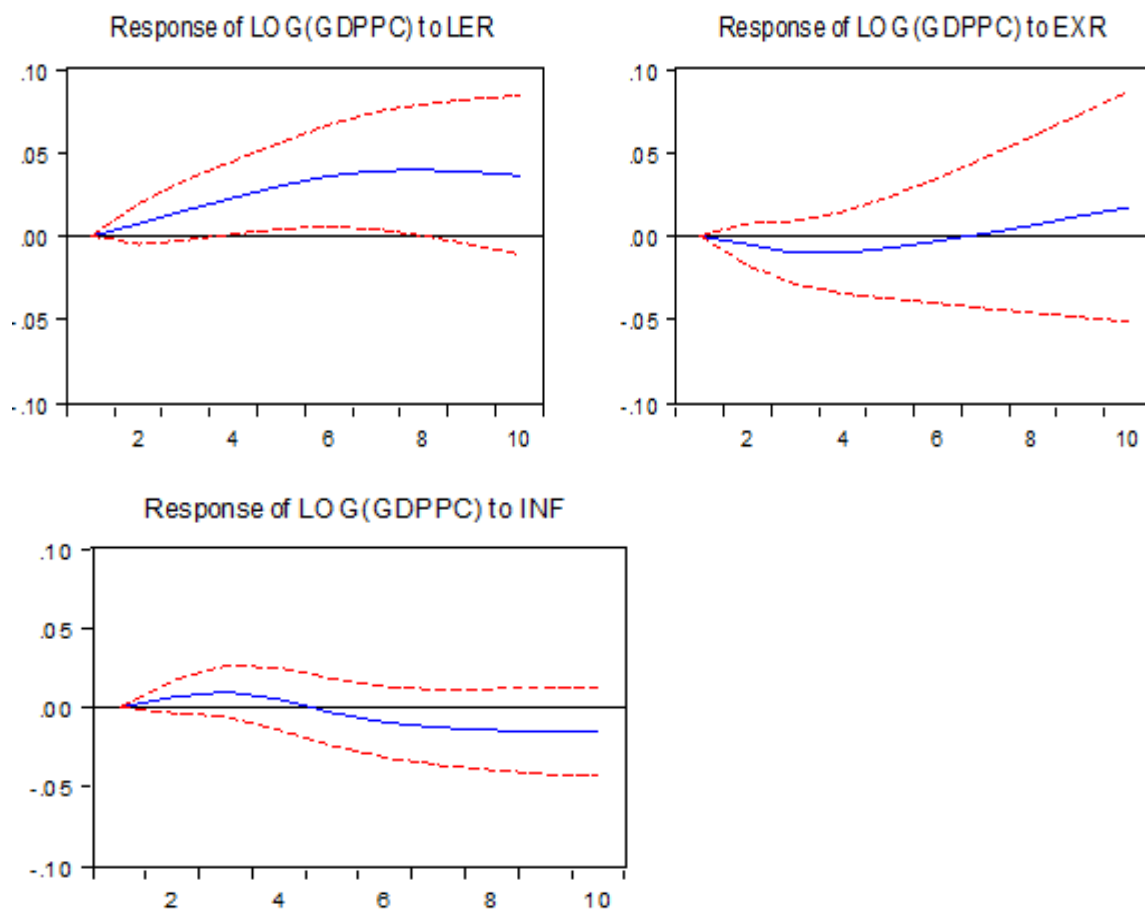 Response of LOG(GDPPC) to LER
.10
.05
.00
-.05
-.10
2 4 6 8 10
Response of LOG(GDPPC) to EXR
.10
.05
.00
-.05
-.10
2 4 6 8 10
Response of LOG(GDPPC) to INF
.10
.05
.00
-.05
-.10
2 4 6 8 10